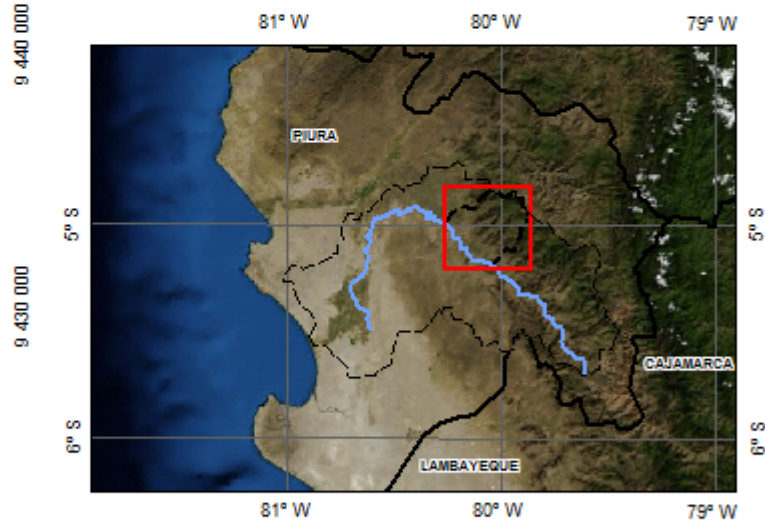 81° W 80° W 79° W
9 440 000
PIURA
5° S 5° S
9 430 000
CAJAMARCA
6° S 6° S
LAMBAYEQUE
81° W 80° W 79° W